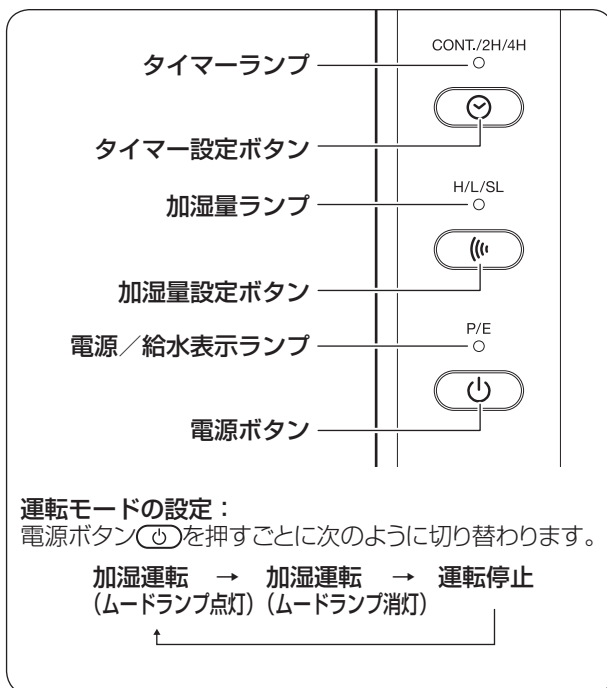 CONT./2H/4H
タイマーランプ
タイマー設定ボタン
H/L/SL
加湿量ランプ
加湿量設定ボタン
P/E
電源／給水表示ランプ
電源ボタン
運転モードの設定：
電源ボタンを押すごとに次のように切り替わります。
加湿運転 → 加湿運転 → 運転停止
（ムードランプ点灯）（ムードランプ消灯）